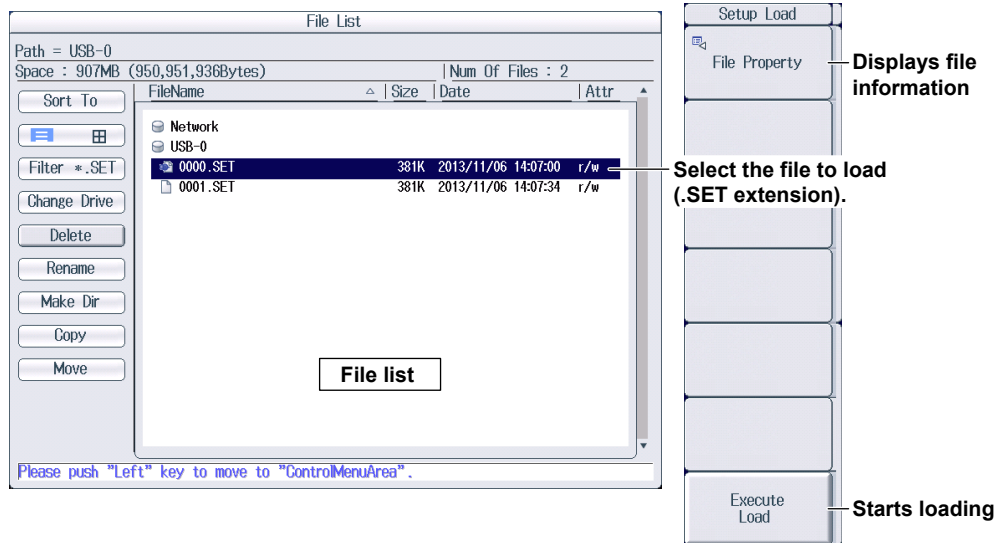 File List
Path = USB-0
Space : 907MB (950,951,936Bytes) Num Of Files : 2
FileName Size Date Attr
Sort To
Filter *.SET
Change Drive
Delete
Rename
Make Dir
Copy
Move
Network
USB-0
0000.SET 381K 2013/11/06 14:07:00 r/w
0001.SET 381K 2013/11/06 14:07:34 r/w
File list
Please push "Left" key to move to "ControlMenuArea".
Setup Load
File Property
Execute
Load
Displays file
information
Select the file to load
(.SET extension).
Starts loading